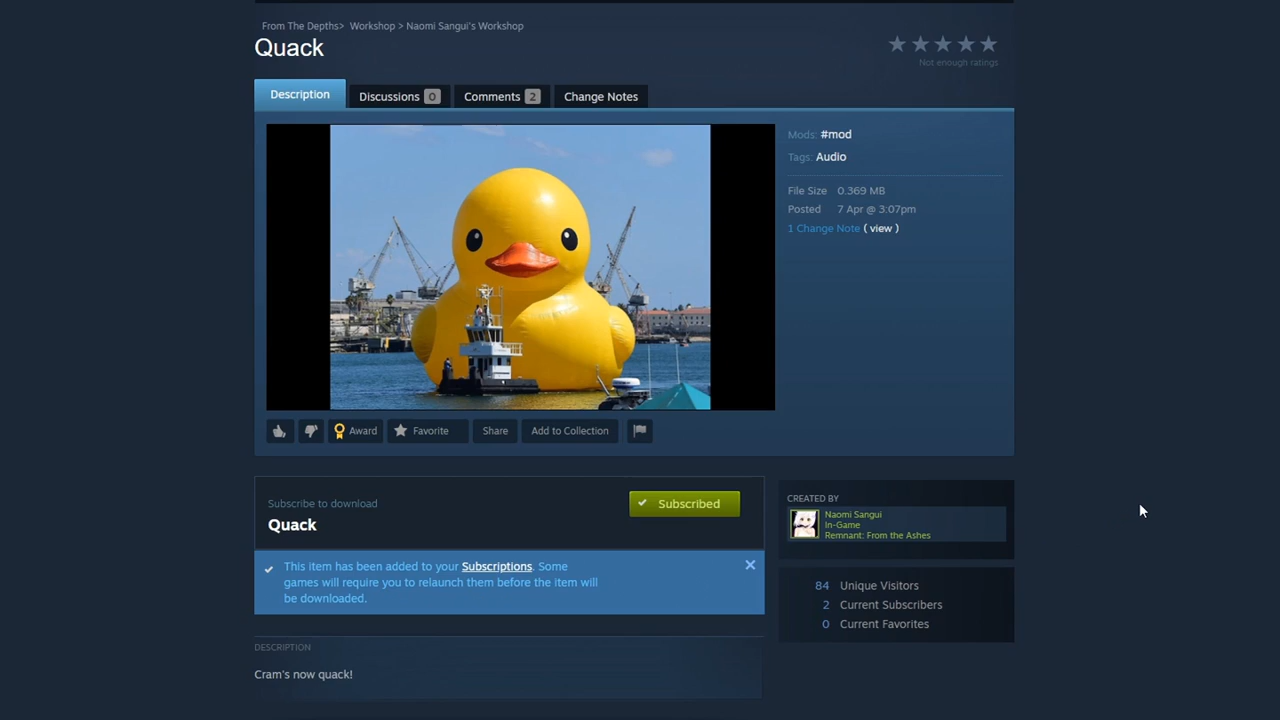 From The Depths> Workshop > Naomi Sangui's Workshop
Quack
Not enough ratings
Description
Discussions 0
Comments 2
Change Notes
Mods: #mod
Tags: Audio
File Size 0.369 MB
Posted 7 Apr @ 3:07pm
1 Change Note ( view )
Award
Favorite
Share
Add to Collection
Subscribe to download
Quack
Subscribed
This item has been added to your Subscriptions. Some
games will require you to relaunch them before the item will
be downloaded.
CREATED BY
Naomi Sangui
In-Game
Remnant: From the Ashes
84 Unique Visitors
2 Current Subscribers
0 Current Favorites
DESCRIPTION
Cram's now quack!